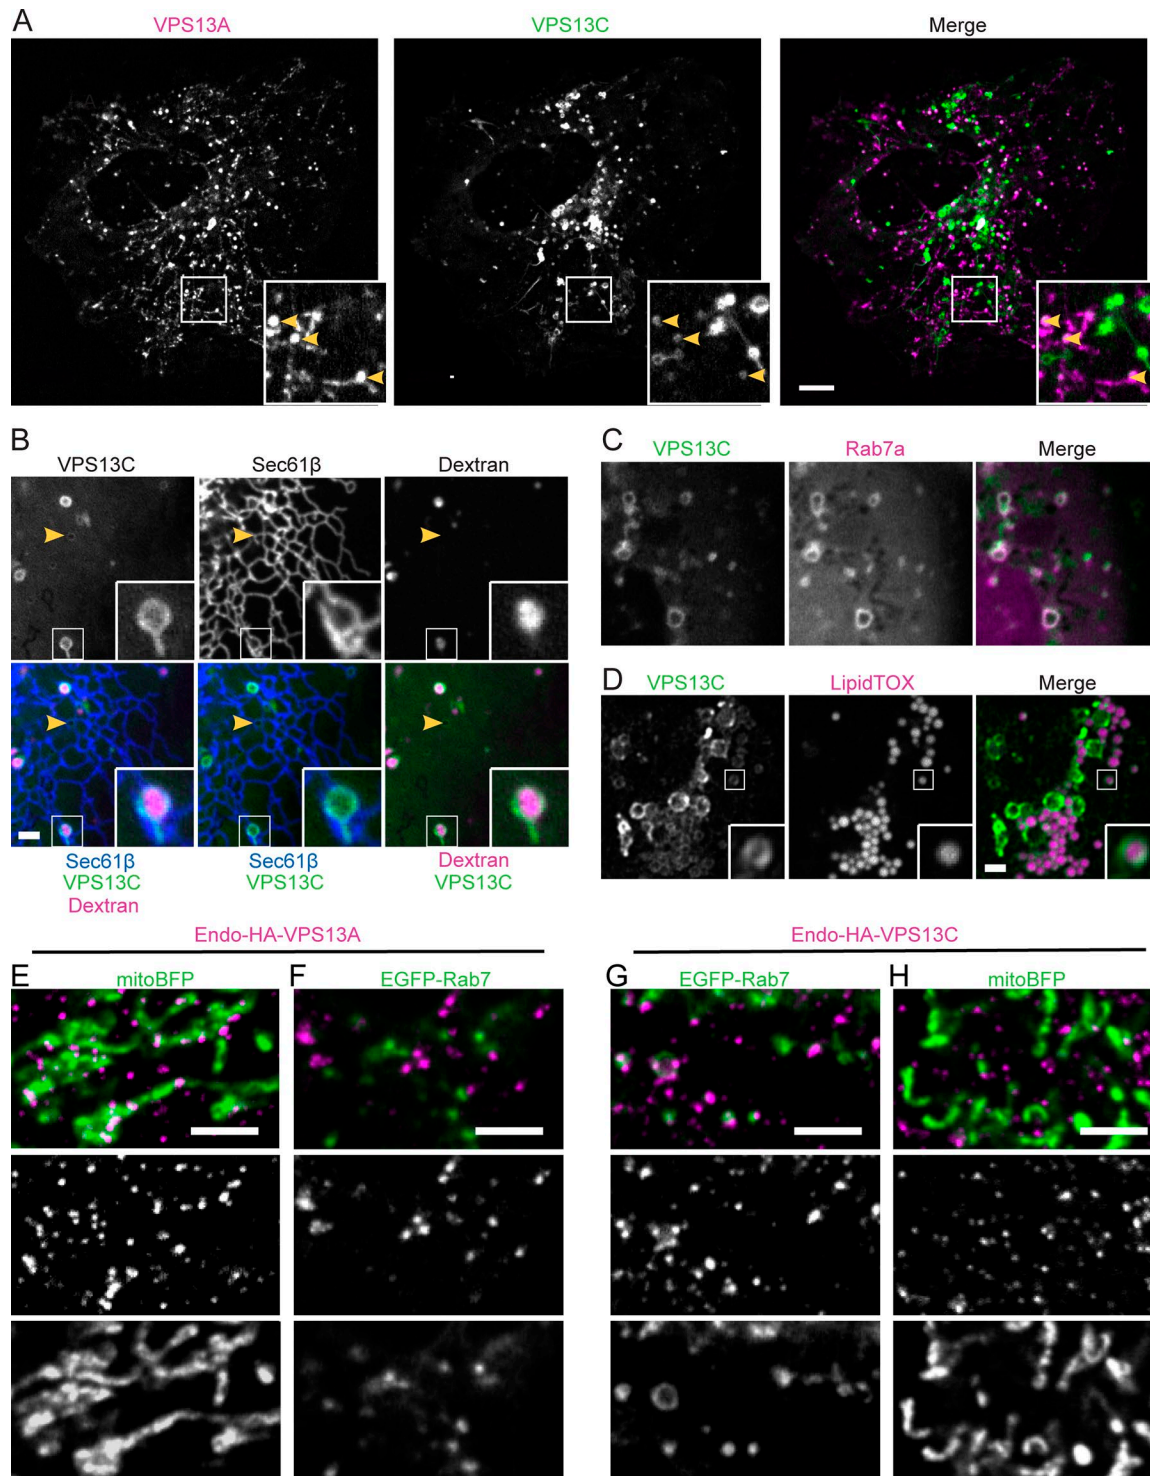 A
VPS13A
VPS13C
Merge
B
VPS13C
Sec61β
Dextran
Sec61β
VPS13C
Dextran
Sec61β
VPS13C
Dextran
VPS13C
C
VPS13C
Rab7a
Merge
D
VPS13C
LipidTOX
Merge
Endo-HA-VPS13A
E
mitoBFP
F
EGFP-Rab7
Endo-HA-VPS13C
G
EGFP-Rab7
H
mitoBFP